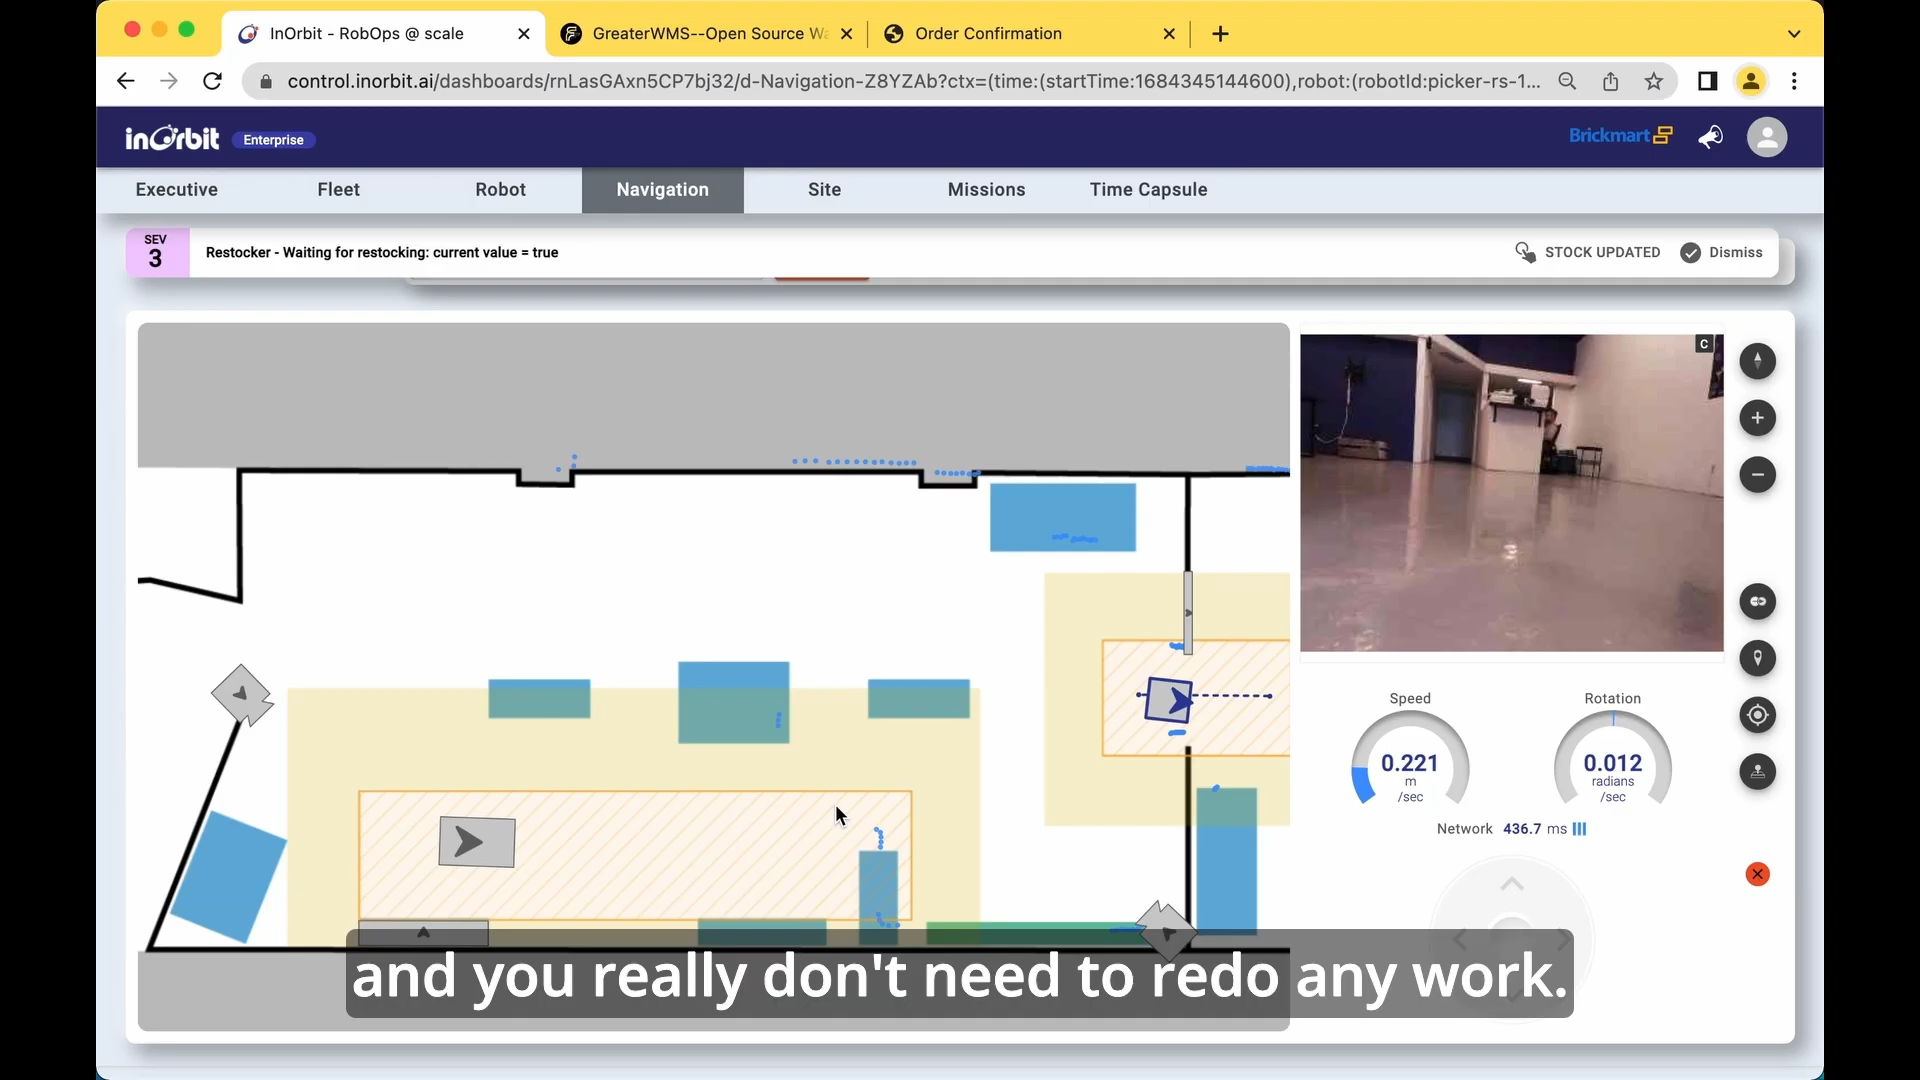 InOrbit - RobOps @ scale
GreaterWMS--Open Source Wa
Order Confirmation
control.inorbit.ai/dashboards/rnLasGAxn5CP7bj32/d-Navigation-Z8YZAb?ctx=(time:(startTime:1684345144600),robot:(robotId:picker-rs-1...
inOrbit Enterprise
Brickmart
Executive
Fleet
Robot
Navigation
Site
Missions
Time Capsule
SEV
3
Restocker - Waiting for restocking: current value = true
STOCK UPDATED
Dismiss
C
Speed
0.221
m
/sec
Rotation
0.012
radians
/sec
Network 436.7 ms
and you really don't need to redo any work.